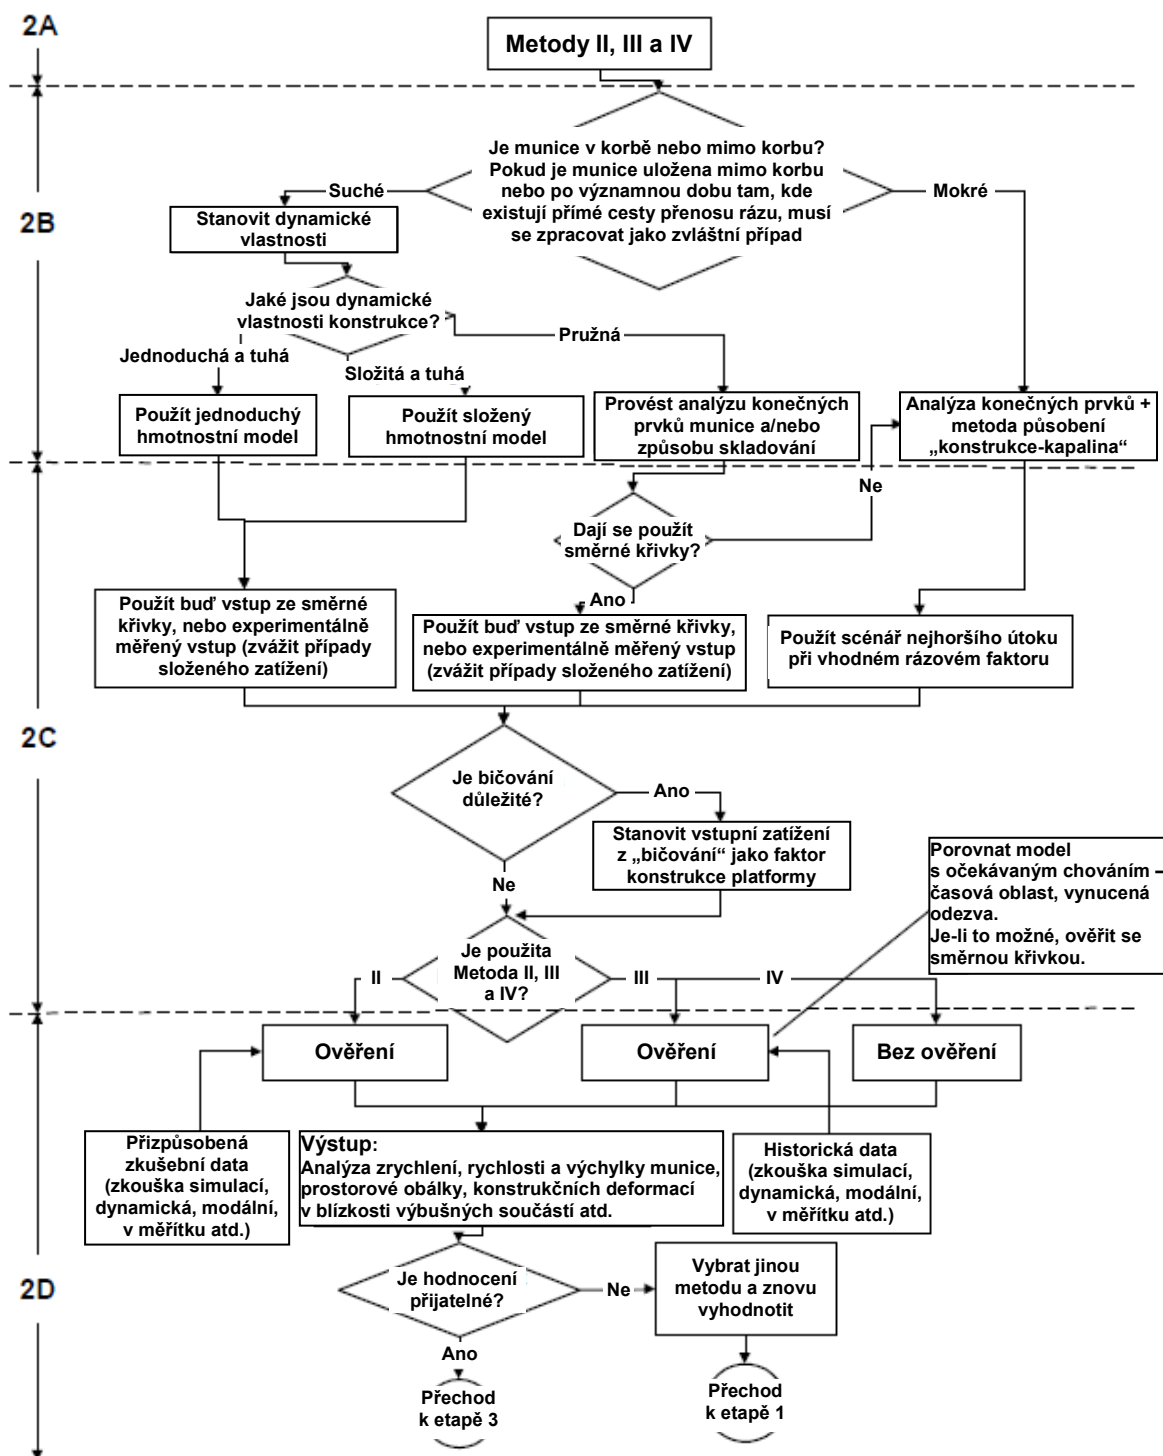 2A
Metody II, III a IV
Je munice v korbě nebo mimo korbu?
Pokud je munice uložena mimo korbu
nebo po významnou dobu tam, kde
existují přímé cesty přenosu rázu, musí
se zpracovat jako zvláštní případ
Suché
Mokré
2B
Stanovit dynamické
vlastnosti
Jaké jsou dynamické
vlastnosti konstrukce?
Pružná
Jednoduchá a tuhá
Složitá a tuhá
Použít jednoduchý
hmotnostní model
Použít složený
hmotnostní model
Provést analýzu konečných
prvků munice a/nebo
způsobu skladování
Analýza konečných prvků +
metoda působení
„konstrukce-kapalina“
Ne
Dají se použít
směrné křivky?
Ano
Použít buď vstup ze směrné
křivky, nebo experimentálně
měřený vstup (zvážit případy
složeného zatížení)
Použít buď vstup ze směrné křivky,
nebo experimentálně měřený vstup
(zvážit případy složeného zatížení)
Použít scénář nejhoršího útoku
při vhodném rázovém faktoru
2C
Je bičování
důležité?
Ano
Stanovit vstupní zatížení
z „bičování“ jako faktor
konstrukce platformy
Ne
Porovnat model
s očekávaným chováním –
časová oblast, vynucená
odezva.
Je-li to možné, ověřit se
směrnou křivkou.
Je použita
Metoda II, III
a IV?
II
III
IV
Ověření
Ověření
Bez ověření
Přizpůsobená
zkušební data
(zkouška simulací,
dynamická, modální,
v měřítku atd.)
Výstup:
Analýza zrychlení, rychlosti a výchylky munice,
prostorové obálky, konstrukčních deformací
v blízkosti výbušných součástí atd.
Historická data
(zkouška simulací,
dynamická, modální,
v měřítku atd.)
2D
Je hodnocení
přijatelné?
Ne
Vybrat jinou
metodu a znovu
vyhodnotit
Ano
Přechod
k etapě 3
Přechod
k etapě 1